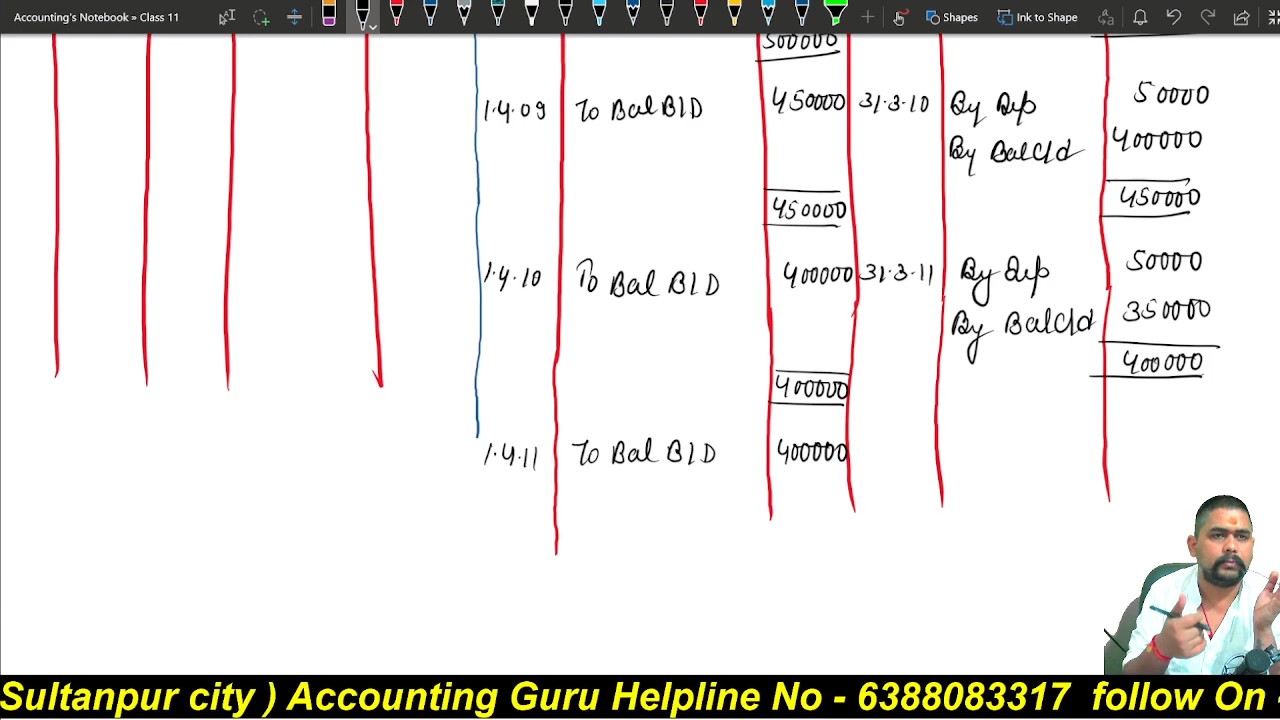 Accounting's Notebook » Class 11
Shapes
Ink to Shape
500000
1.4.09 To Bal B/D 450000 31.3.10 By Dep 50000
By Bal C/d 400000
450000 450000
1.4.10 To Bal B/D 400000 31.3.11 By Dep 50000
By Bal C/d 350000
400000 400000
1.4.11 To Bal B/D 400000
Sultanpur city ) Accounting Guru Helpline No - 6388083317 follow On